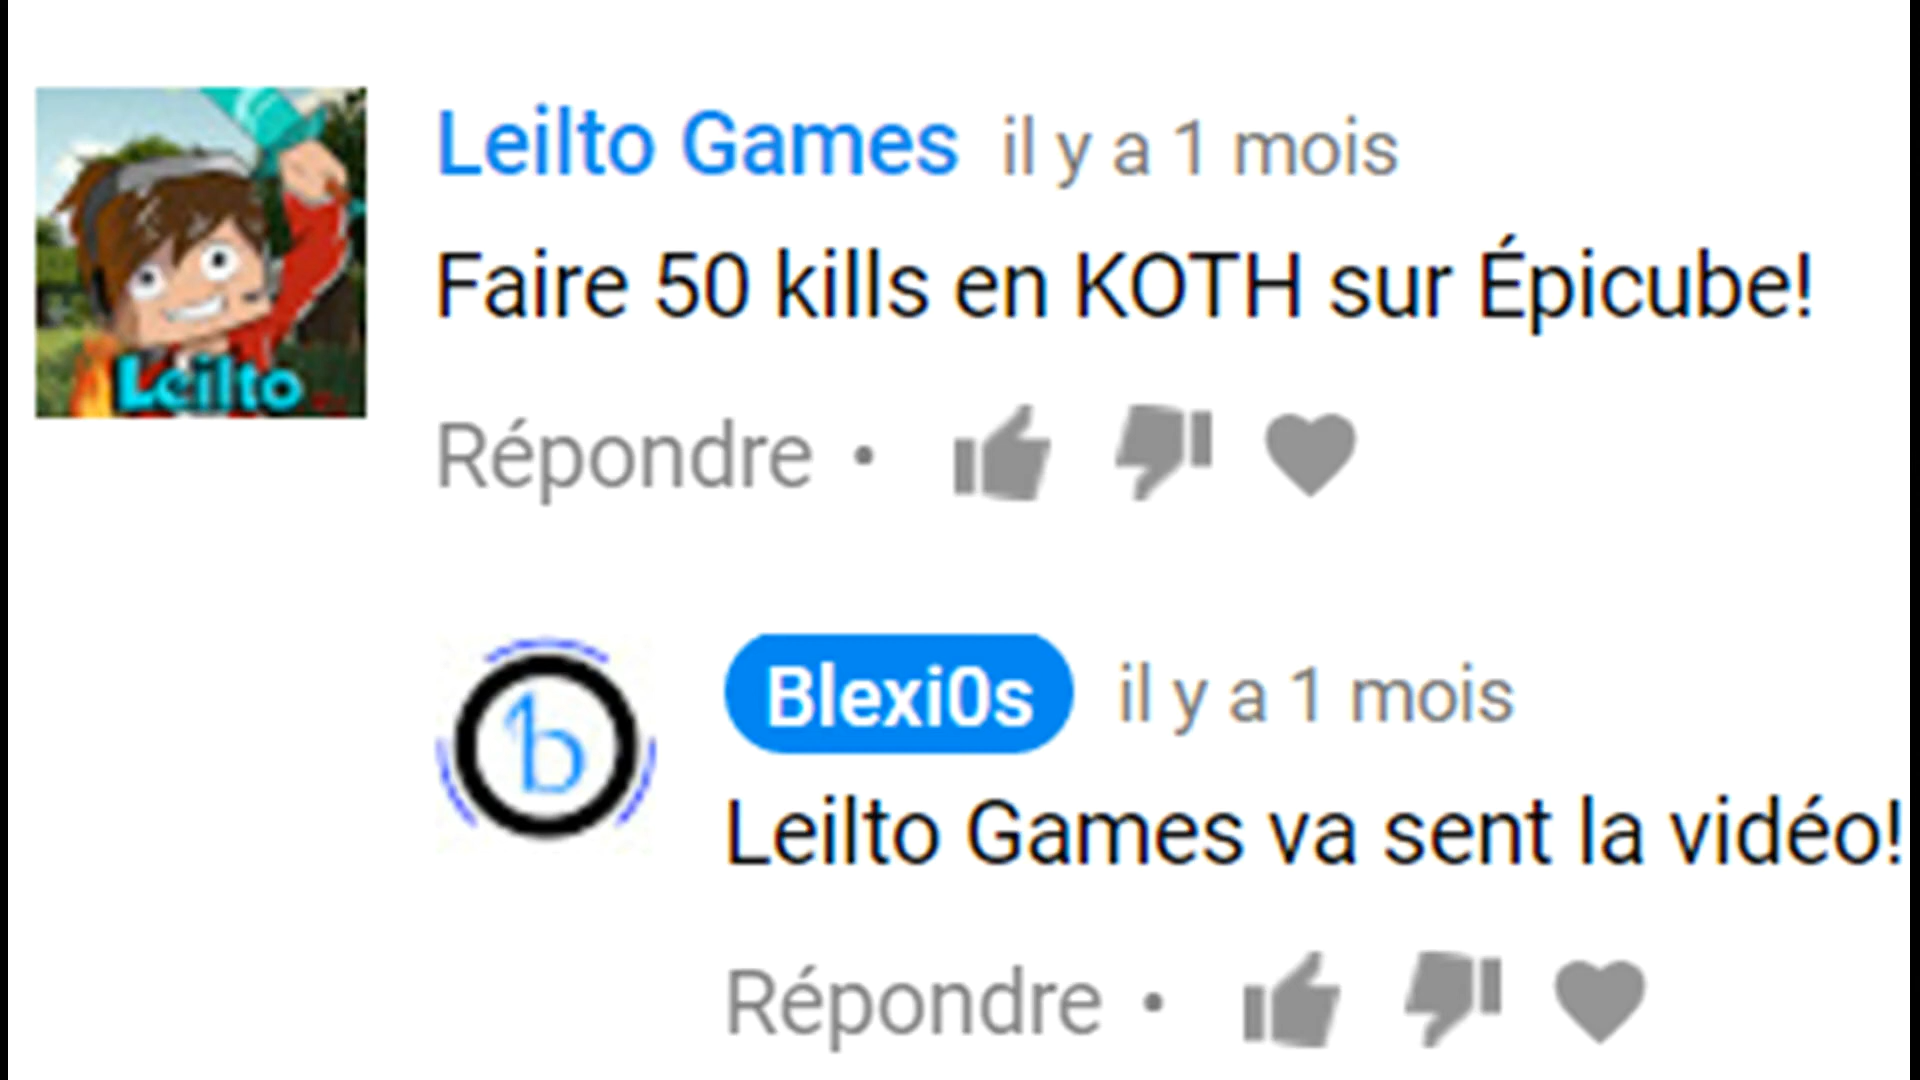 Leilto Games il y a 1 mois
Faire 50 kills en KOTH sur Épicube!
Leilto
Répondre •
b
Blexi0s il y a 1 mois
Leilto Games va sent la vidéo!
Répondre •